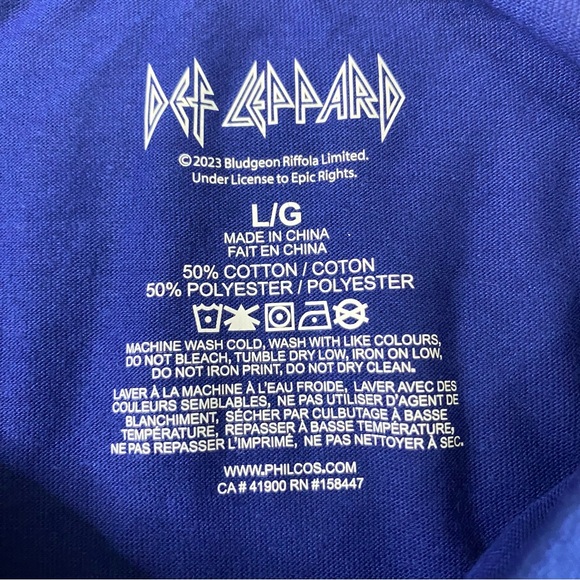 DEF LEPPARD
©2023 Bludgeon Riffola Limited.
Under License to Epic Rights.
L/G
MADE IN CHINA
FAIT EN CHINA
50% COTTON / COTON
50% POLYESTER / POLYESTER
MACHINE WASH COLD, WASH WITH LIKE COLOURS,
DO NOT BLEACH, TUMBLE DRY LOW, IRON ON LOW,
DO NOT IRON PRINT, DO NOT DRY CLEAN.
LAVER À LA MACHINE À L'EAU FROIDE, LAVER AVEC DES
COULEURS SEMBLABLES, NE PAS UTILISER D'AGENT DE
BLANCHIMENT, SÉCHER PAR CULBUTAGE À BASSE
TEMPÉRATURE, REPASSER À BASSE TEMPÉRATURE,
NE PAS REPASSER L'IMPRIMÉ, NE PAS NETTOYER À SEC.
WWW.PHILCOS.COM
CA# 41900 RN #158447